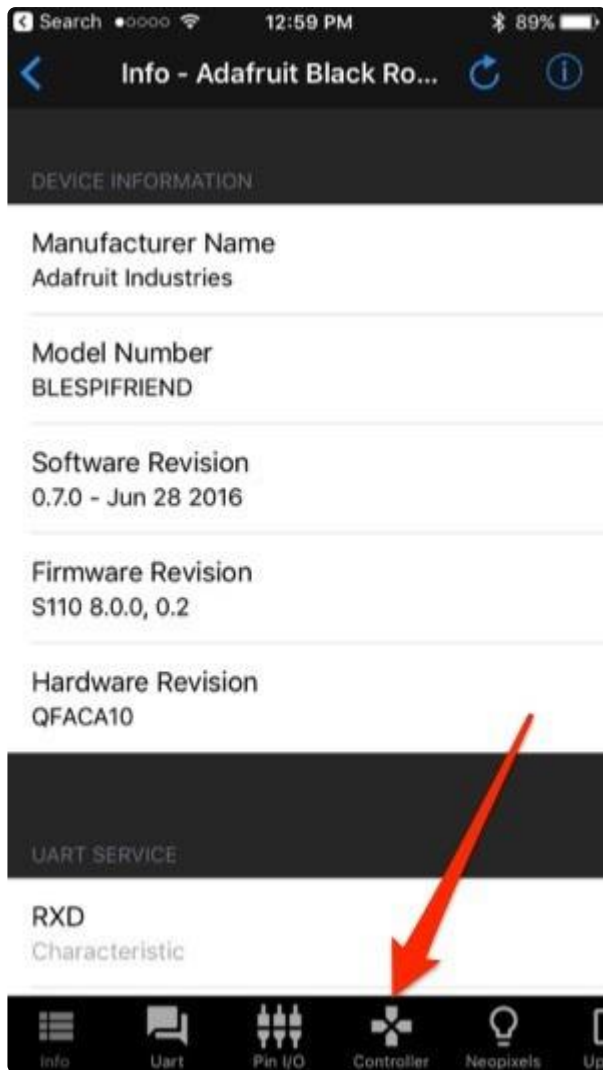 Search 12:59 PM 89%
Info - Adafruit Black Ro...
DEVICE INFORMATION
Manufacturer Name
Adafruit Industries
Model Number
BLESPIFRIEND
Software Revision
0.7.0 - Jun 28 2016
Firmware Revision
S110 8.0.0, 0.2
Hardware Revision
QFACA10
UART SERVICE
RXD
Characteristic
Info Uart Pin I/O Controller Neopixels Up